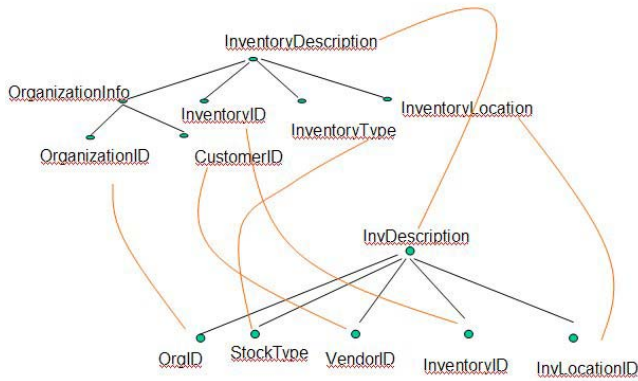 InventoryDescription
OrganizationInfo
InventoryID
InventoryLocation
InventoryType
OrganizationID
CustomerID
InvDescription
OrgID
StockType
VendorID
InventoryID
InvLocationID